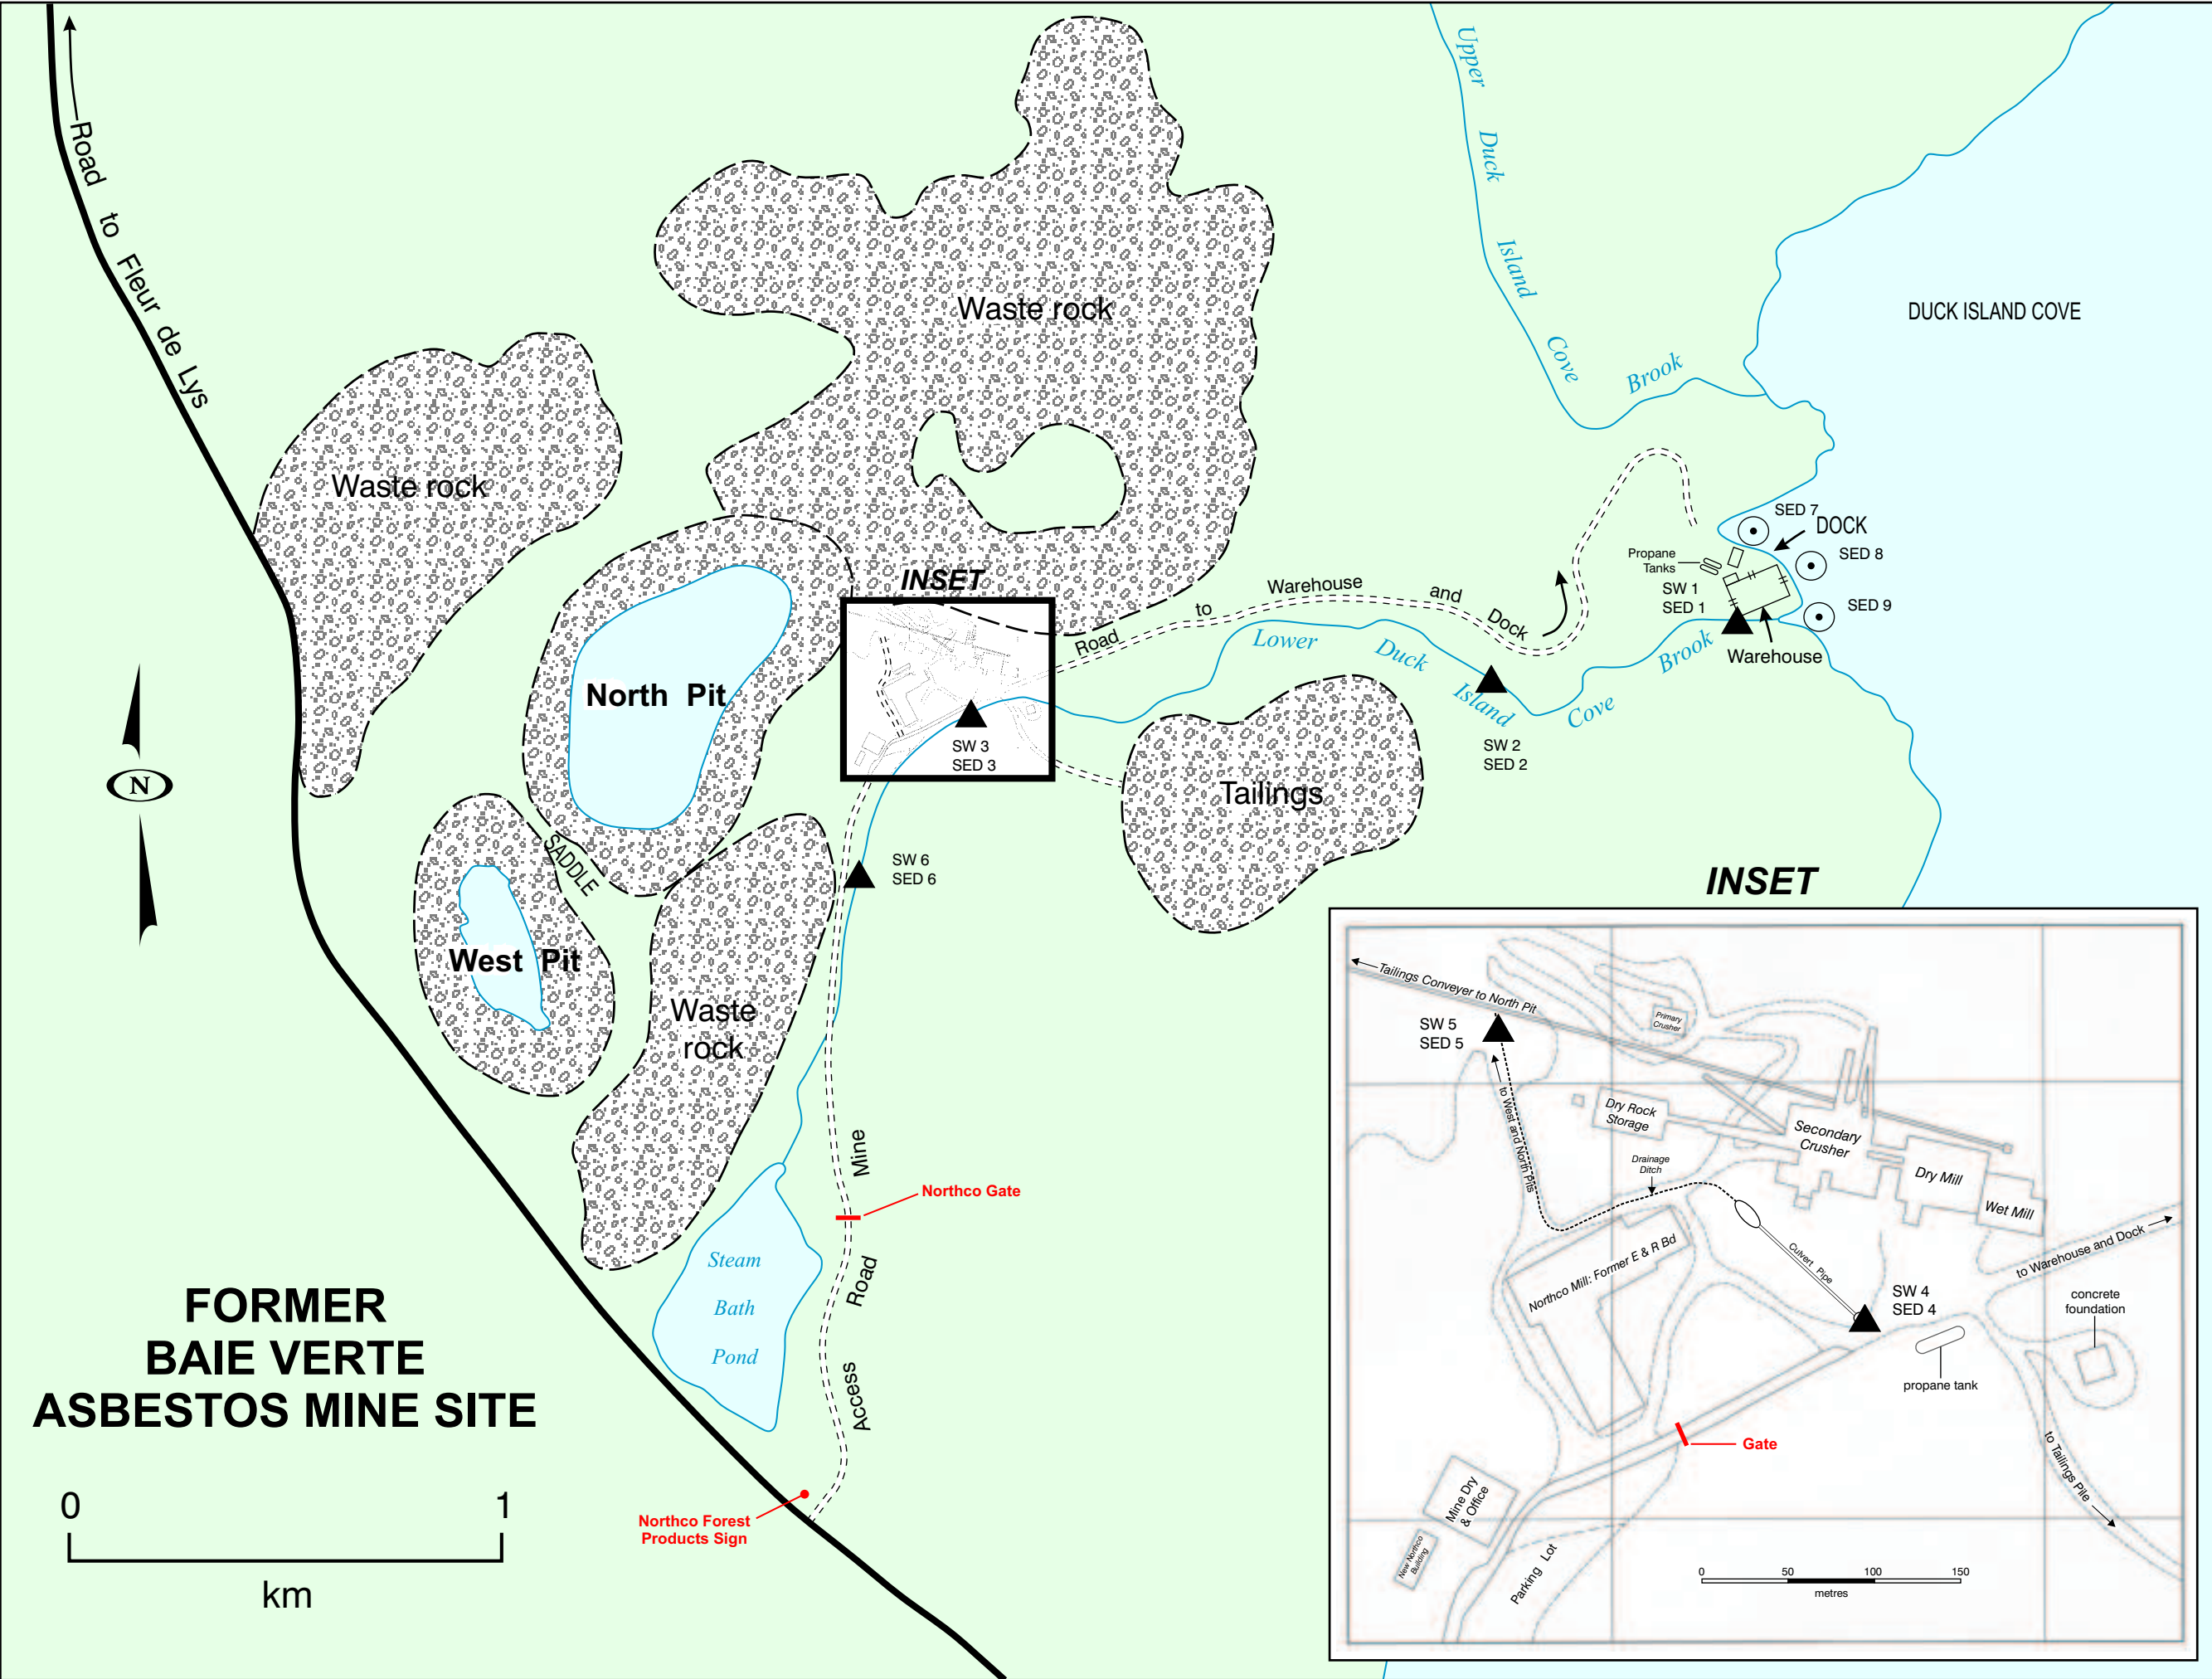 Road to Fleur de Lys
Upper Duck Island Cove Brook
DUCK ISLAND COVE
Waste rock
Waste rock
INSET
North Pit
SW 3
SED 3
Road to Warehouse and Dock
Lower Duck Island Cove Brook
SED 7
DOCK
SED 8
Propane
Tanks
SW 1
SED 1
SED 9
Warehouse
SW 2
SED 2
Tailings
N
SADDLE
SW 6
SED 6
West Pit
Waste
rock
Mine Access Road
Northco Gate
Steam
Bath
Pond
Northco Forest
Products Sign
FORMER
BAIE VERTE
ASBESTOS MINE SITE
0 1
km
INSET
Tailings Conveyer to North Pit
Primary
Crusher
SW 5
SED 5
to West and North Pits
Dry Rock
Storage
Secondary
Crusher
Drainage
Ditch
Dry Mill
Wet Mill
Northco Mill: Former E & R Bd
Culvert Pipe
to Warehouse and Dock
SW 4
SED 4
concrete
foundation
propane tank
Gate
to Tailings Pile
Mine Dry
& Office
New Northco
Building
Parking Lot
0 50 100 150
metres